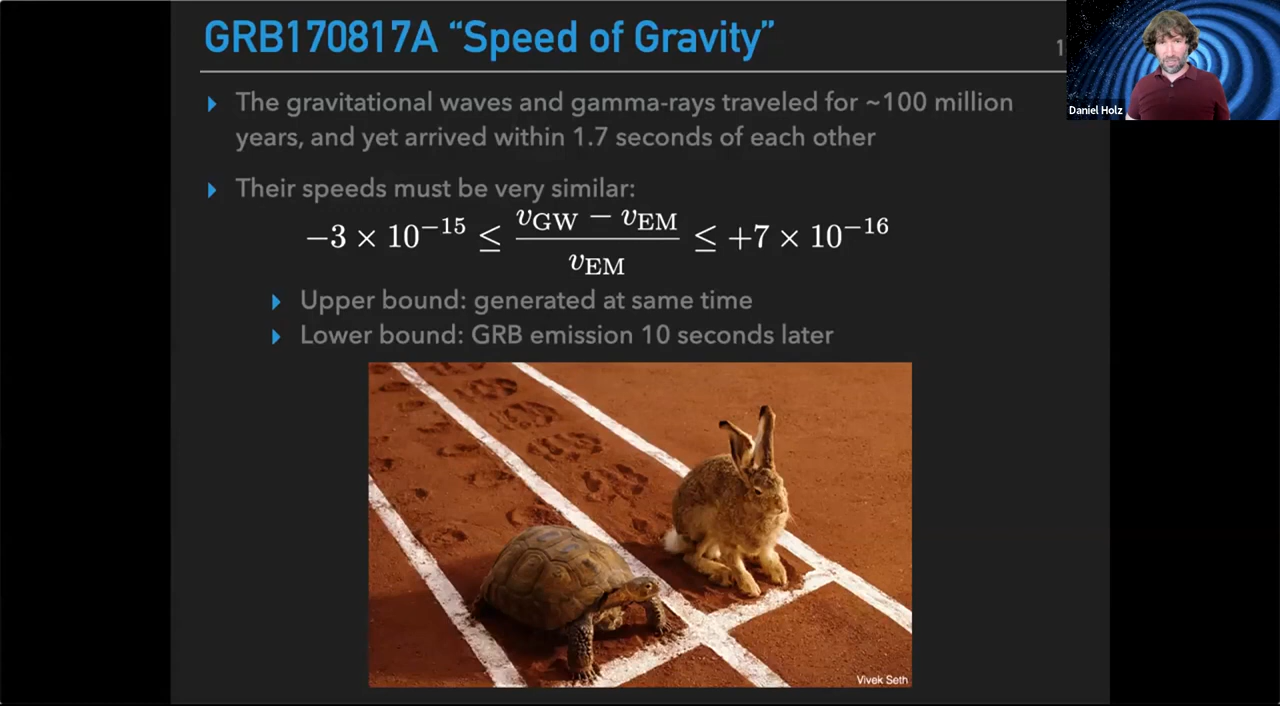 GRB170817A “Speed of Gravity”
1
Daniel Holz
▸ The gravitational waves and gamma-rays traveled for ~100 million
years, and yet arrived within 1.7 seconds of each other
▸ Their speeds must be very similar:
−3 × 10⁻¹⁵ ≤ (v_GW − v_EM) / v_EM ≤ +7 × 10⁻¹⁶
▸ Upper bound: generated at same time
▸ Lower bound: GRB emission 10 seconds later
Vivek Seth